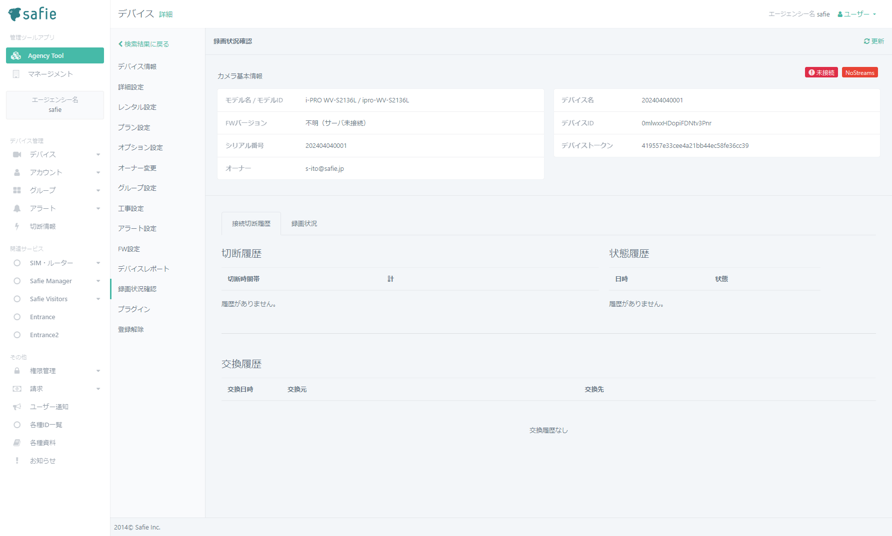 safie
管理ツールアプリ
Agency Tool
マネージメント
エージェンシー名
safie
デバイス管理
デバイス
アカウント
グループ
アラート
切断情報
関連サービス
SIM・ルーター
Safie Manager
Safie Visitors
Entrance
Entrance2
その他
権限管理
請求
ユーザー通知
各種ID一覧
各種資料
お知らせ
デバイス 詳細
エージェンシー名 safie
ユーザー
検索結果に戻る
デバイス情報
詳細設定
レンタル設定
プラン設定
オプション設定
オーナー変更
グループ設定
工事設定
アラート設定
FW設定
デバイスレポート
録画状況確認
プラグイン
登録解除
録画状況確認
更新
カメラ基本情報
未接続 NoStreams
モデル名 / モデルID i-PRO WV-S2136L / ipro-WV-S2136L
FWバージョン 不明（サーバ未接続）
シリアル番号 202404040001
オーナー s-ito@safie.jp
デバイス名 202404040001
デバイスID 0mlwxxHDopiFDNtv3Pnr
デバイストークン 419557e33cee4a21bb44ec58fe36cc39
接続切断履歴 録画状況
切断履歴
切断時間帯 計
履歴がありません。
状態履歴
日時 状態
履歴がありません。
交換履歴
交換日時 交換元 交換先
交換履歴なし
2014© Safie Inc.